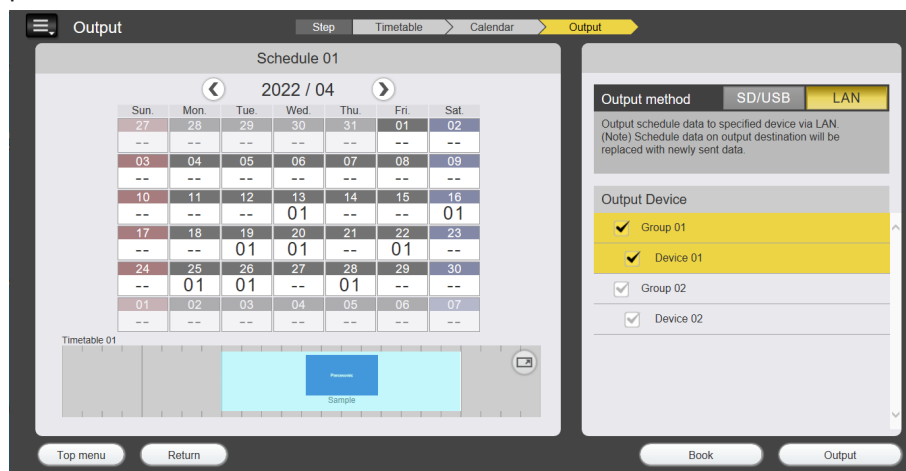 Output
Step Timetable Calendar Output
Schedule 01
2022 / 04
Sun. Mon. Tue. Wed. Thu. Fri. Sat.
27 28 29 30 31 01 02
-- -- -- -- -- -- --
03 04 05 06 07 08 09
-- -- -- -- -- -- --
10 11 12 13 14 15 16
-- -- -- 01 -- -- 01
17 18 19 20 21 22 23
-- -- 01 01 -- 01 --
24 25 26 27 28 29 30
-- 01 01 -- 01 -- --
01 02 03 04 05 06 07
-- -- -- -- -- -- --
Timetable 01
Panasonic
Sample
Output method SD/USB LAN
Output schedule data to specified device via LAN.
(Note) Schedule data on output destination will be
replaced with newly sent data.
Output Device
Group 01
Device 01
Group 02
Device 02
Top menu Return Book Output